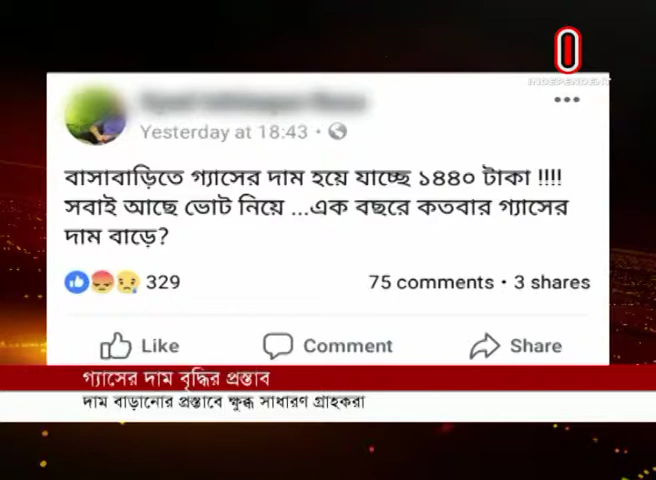 INDEPENDENT
Yesterday at 18:43 ·
বাসাবাড়িতে গ্যাসের দাম হয়ে যাচ্ছে ১৪৪০ টাকা !!!!
সবাই আছে ভোট নিয়ে ...এক বছরে কতবার গ্যাসের
দাম বাড়ে?
329 75 comments · 3 shares
Like Comment Share
গ্যাসের দাম বৃদ্ধির প্রস্তাব
দাম বাড়ানোর প্রস্তাবে ক্ষুব্ধ সাধারণ গ্রাহকরা